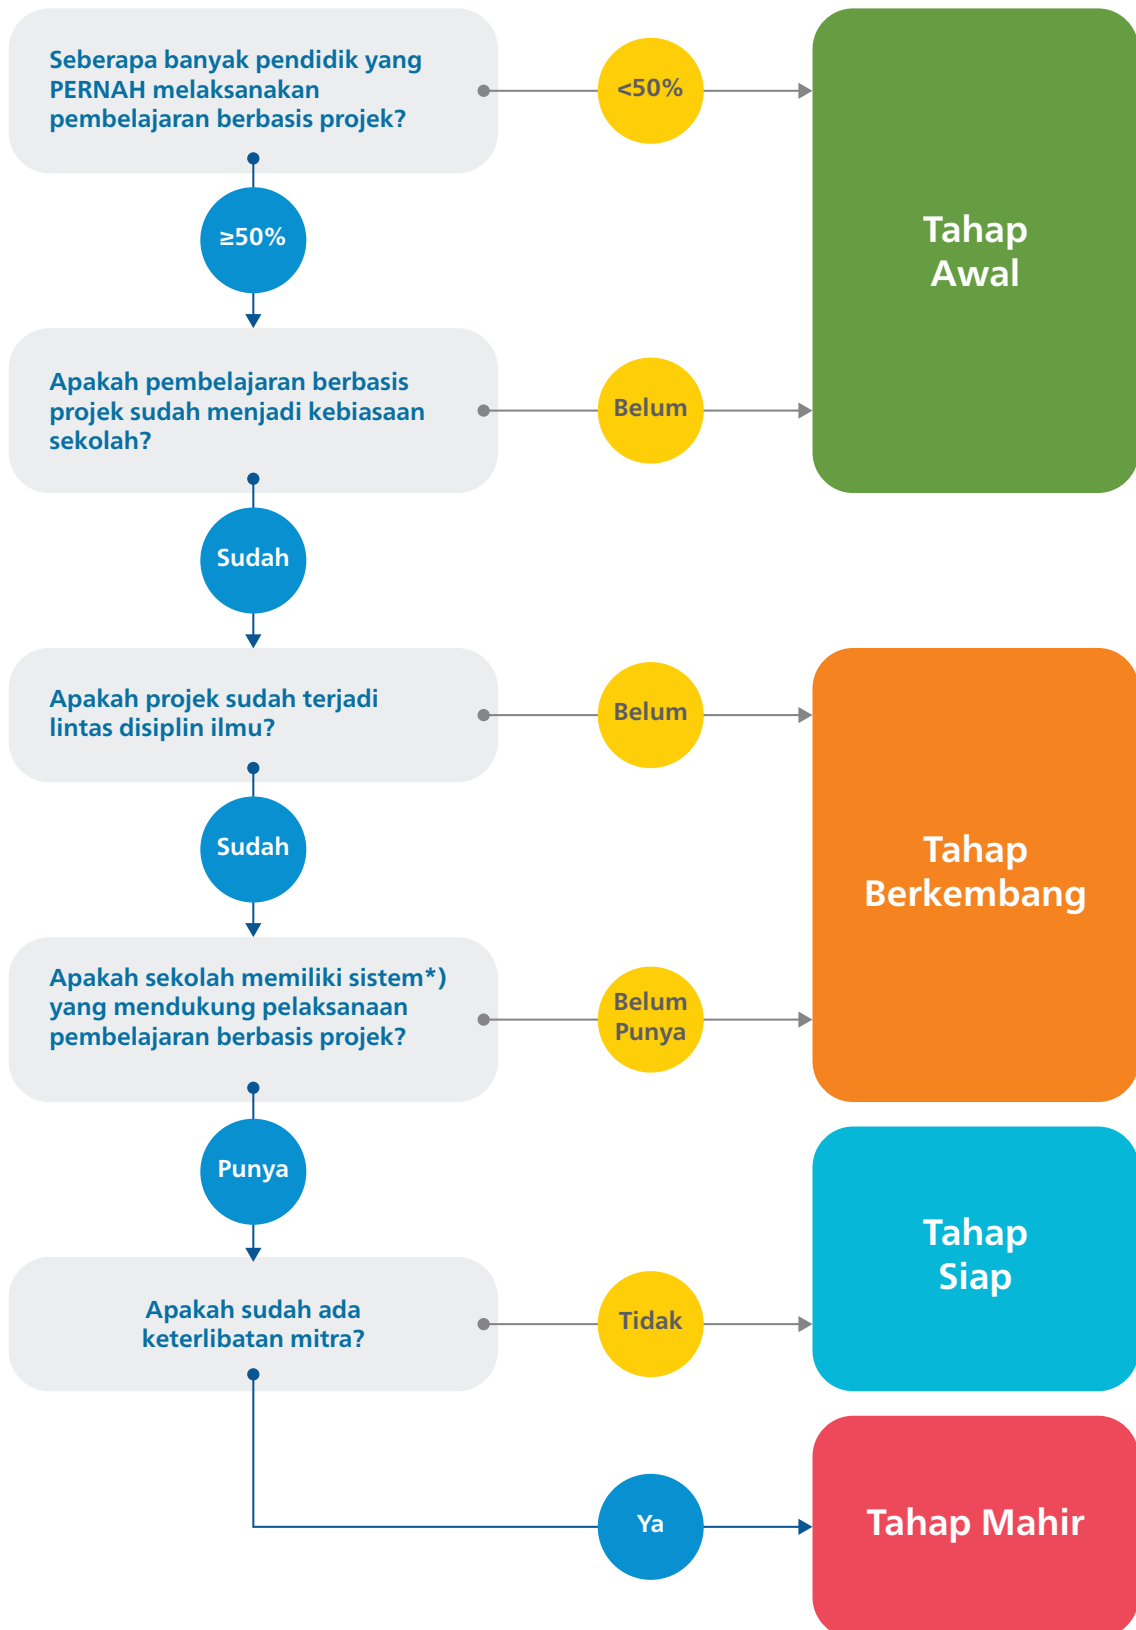 Seberapa banyak pendidik yang
PERNAH melaksanakan
pembelajaran berbasis projek?
<50%
Tahap
Awal
≥50%
Apakah pembelajaran berbasis
projek sudah menjadi kebiasaan
sekolah?
Belum
Sudah
Apakah projek sudah terjadi
lintas disiplin ilmu?
Belum
Tahap
Berkembang
Sudah
Apakah sekolah memiliki sistem*)
yang mendukung pelaksanaan
pembelajaran berbasis projek?
Belum
Punya
Punya
Apakah sudah ada
keterlibatan mitra?
Tidak
Tahap
Siap
Ya
Tahap Mahir